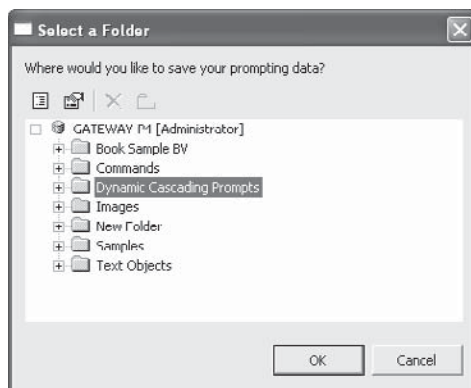 Select a Folder
Where would you like to save your prompting data?
GATEWAY P4 [Administrator]
Book Sample BV
Commands
Dynamic Cascading Prompts
Images
New Folder
Samples
Text Objects
OK
Cancel